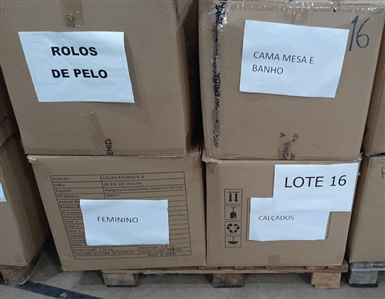 ROLOS
DE PELO
CAMA MESA E
BANHO
16
FEMININO
LOTE 16
CALÇADOS